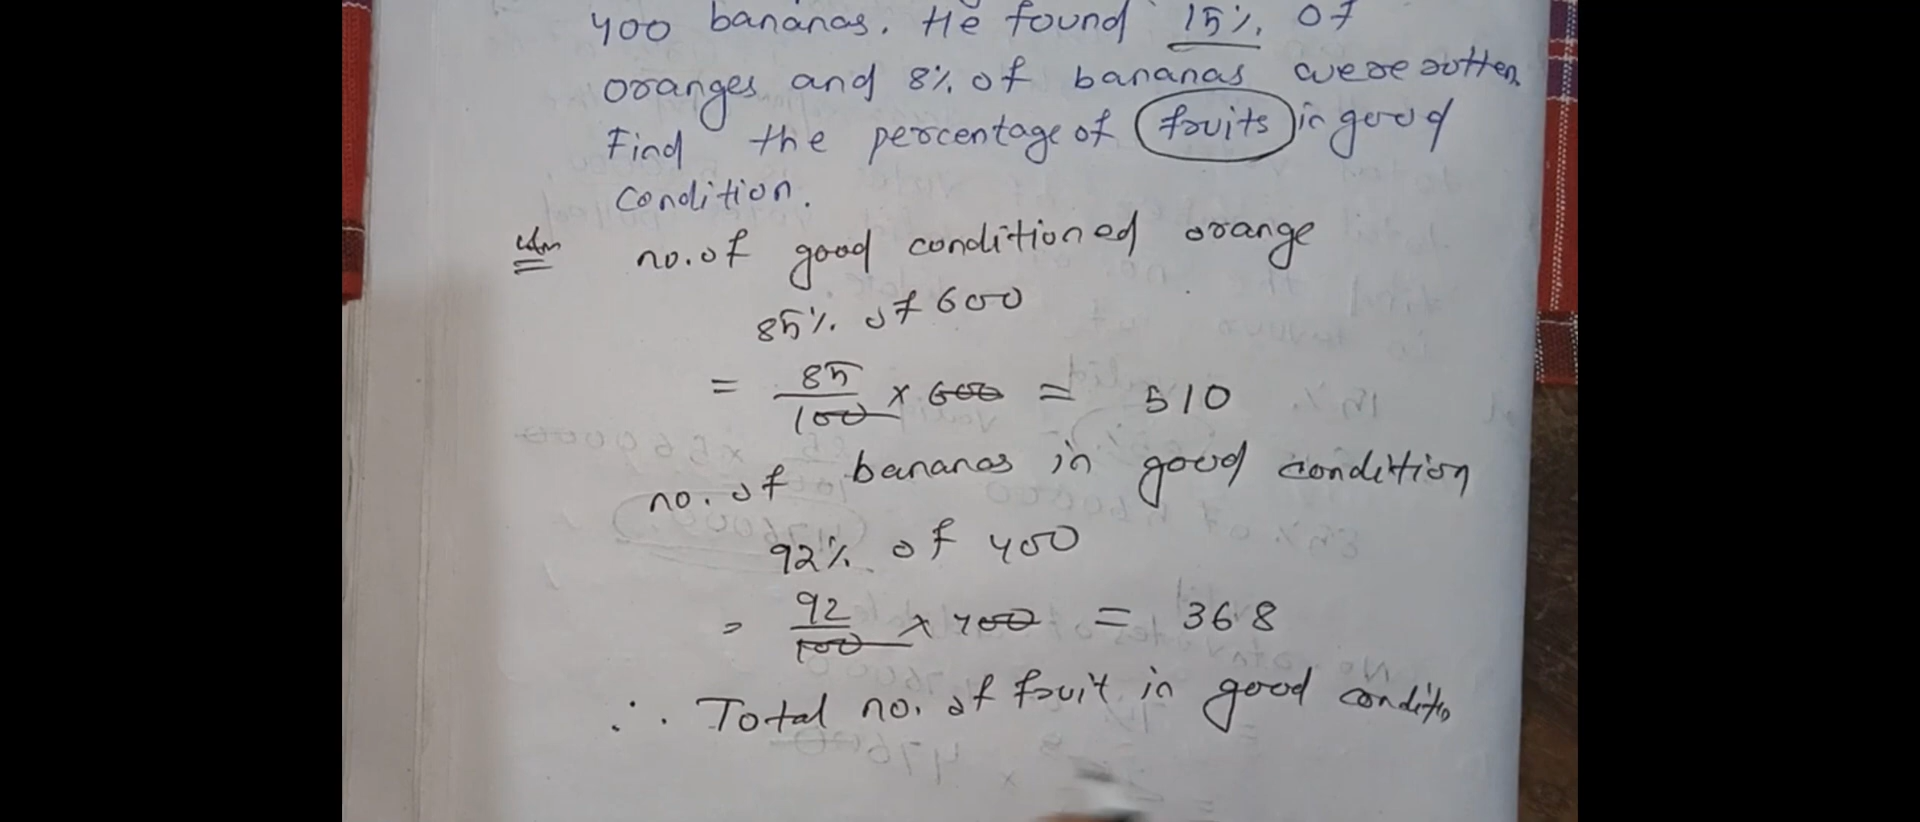 400 bananas. He found 15% of
oranges and 8% of bananas were rotten
Find the percentage of fruits in good
condition.
no. of good conditioned orange
85% of 600
= 85/100 x 600 = 510
no. of bananas in good condition
92% of 400
= 92/100 x 400 = 368
∴ Total no. of fruit in good conditio